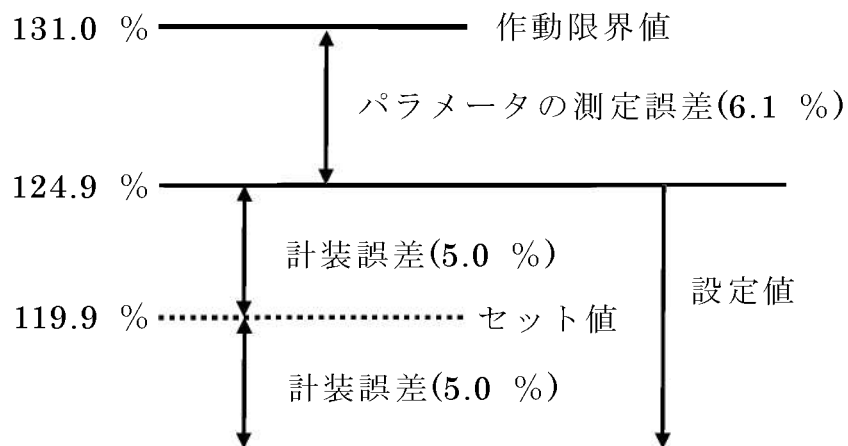 131.0 % 作動限界値
パラメータの測定誤差(6.1 %)
124.9 %
計装誤差(5.0 %)
設定値
119.9 % セット値
計装誤差(5.0 %)